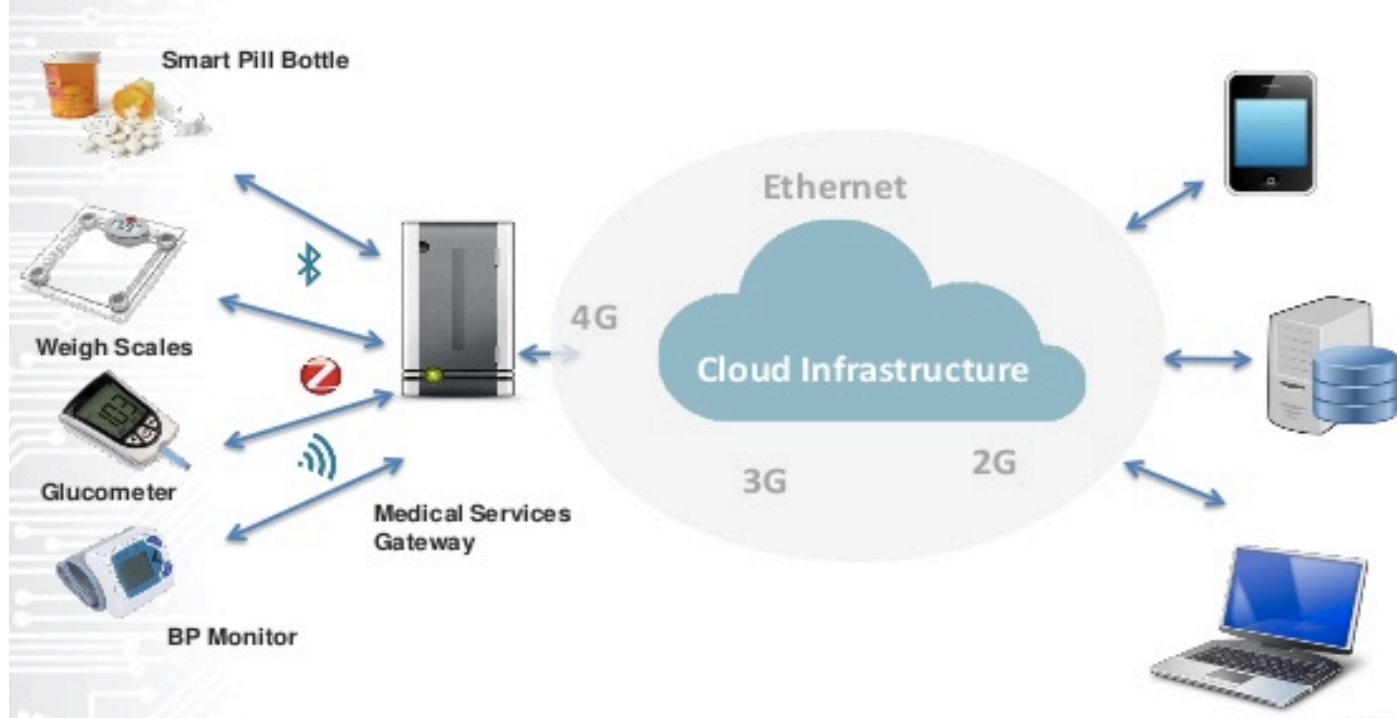 Smart Pill Bottle
Weigh Scales
Glucometer
BP Monitor
Medical Services
Gateway
Ethernet
4G
Cloud Infrastructure
3G
2G